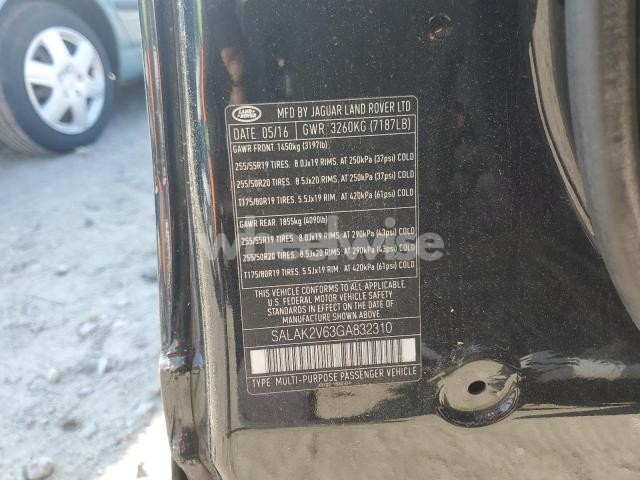 LAND ROVER
MFD BY JAGUAR LAND ROVER LTD
DATE 05/16 GWR 3260KG (7187LB)
GAWR FRONT 1450kg (3197lb)
255/55R19 TIRES. 8.0Jx19 RIMS, AT 250kPa (37psi) COLD
255/50R20 TIRES. 8.5Jx20 RIMS, AT 250kPa (37psi) COLD
T175/80R19 TIRES. 5.5Jx19 RIMS, AT 420kPa (61psi) COLD
GAWR REAR. 1855kg (4090lb)
255/55R19 TIRES. 8.0Jx19 RIMS, AT 290kPa (43psi) COLD
wheelwise
255/50R20 TIRES. 8.5Jx20 RIMS, AT 290kPa (43psi) COLD
T175/80R19 TIRES. 5.5Jx19 RIMS, AT 420kPa (61psi) COLD
THIS VEHICLE CONFORMS TO ALL APPLICABLE
U.S. FEDERAL MOTOR VEHICLE SAFETY
STANDARDS IN EFFECT ON THE DATE OF
MANUFACTURE SHOWN ABOVE
SALAK2V63GA832310
TYPE MULTI-PURPOSE PASSENGER VEHICLE